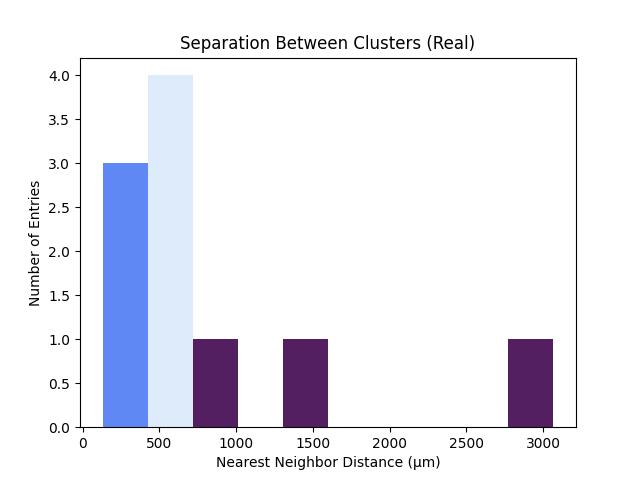 Separation Between Clusters (Real)
4.0
3.5
3.0
2.5
2.0
1.5
1.0
0.5
0.0
Number of Entries
0 500 1000 1500 2000 2500 3000
Nearest Neighbor Distance (μm)